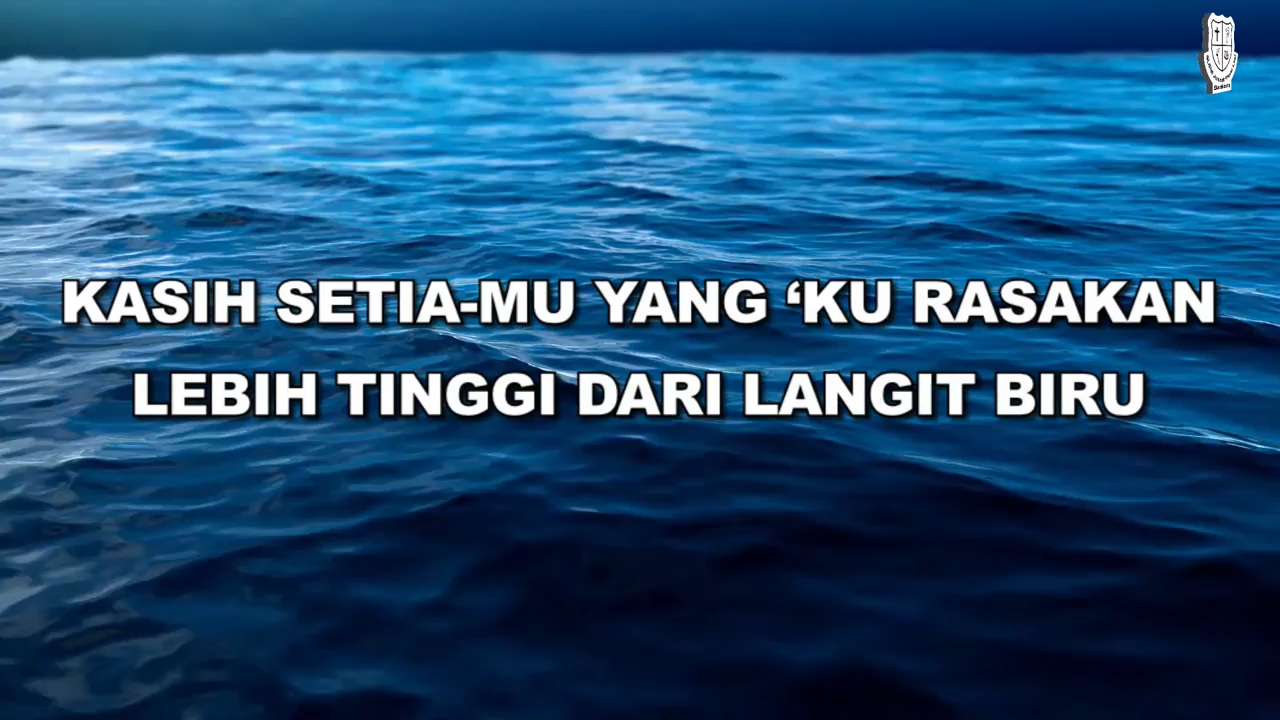 KASIH SETIA-MU YANG ‘KU RASAKAN
LEBIH TINGGI DARI LANGIT BIRU